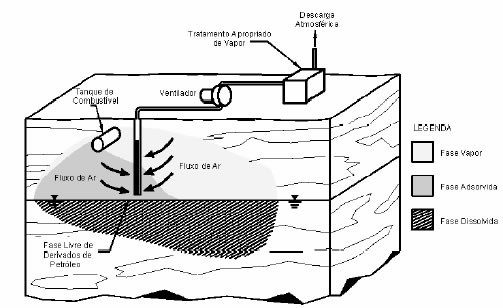 Descarga
Atmosférica
Tratamento Apropriado
de Vapor
Ventilador
Tanque de
Combustível
Fluxo de Ar
Fluxo de Ar
LEGENDA
Fase Vapor
Fase Adsorvida
Fase Dissolvida
Fase Livre de
Derivados de
Petróleo